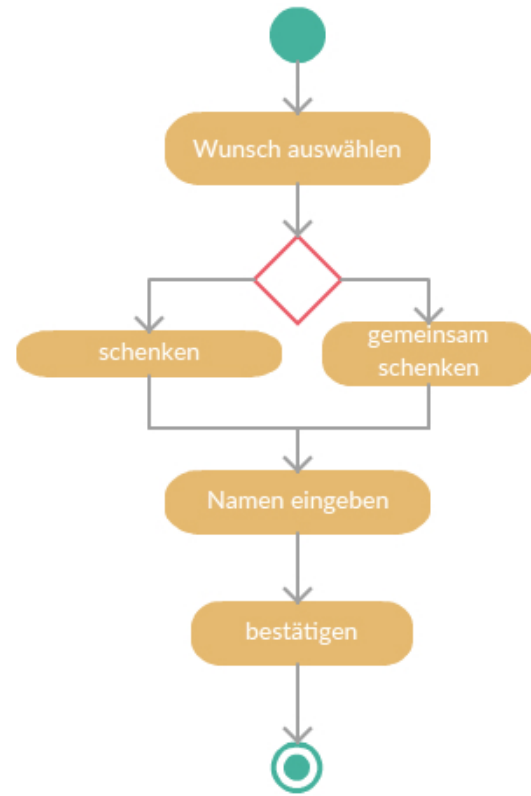 Wunsch auswählen
schenken
gemeinsam
schenken
Namen eingeben
bestätigen